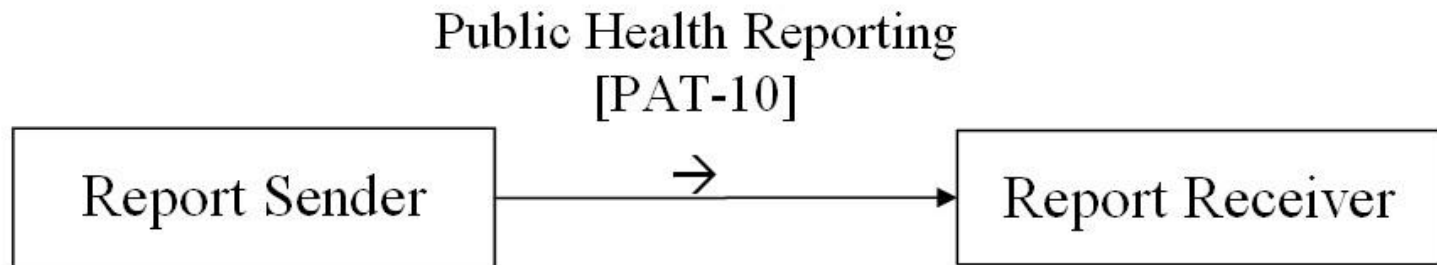 Public Health Reporting
[PAT-10]
Report Sender
→
Report Receiver